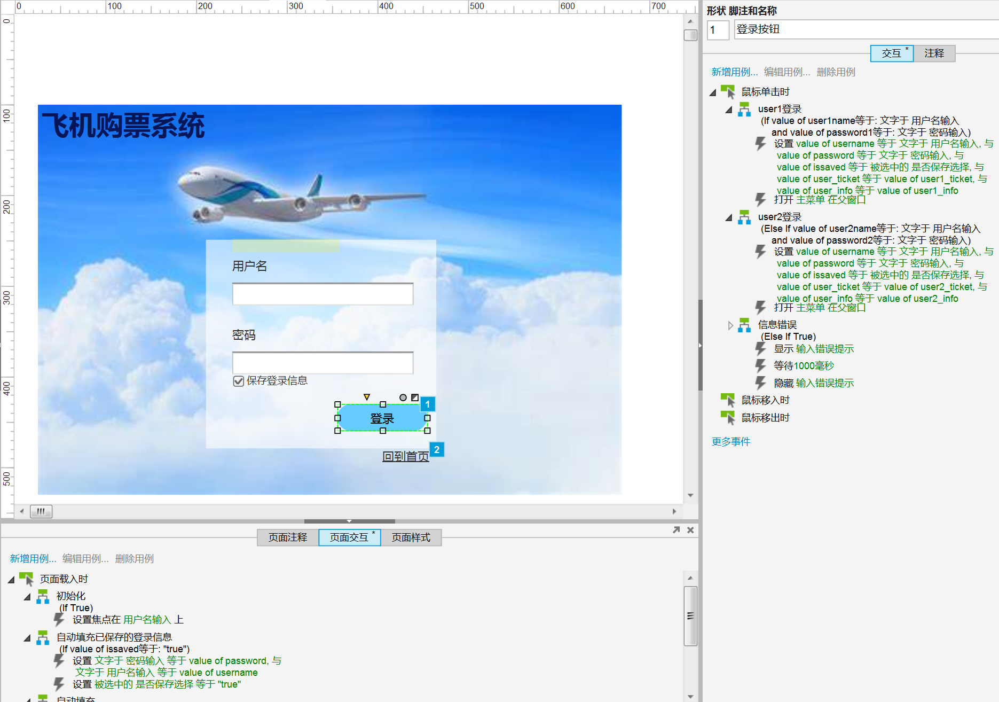 0 100 200 300 400 500 600 700
0
100
200
300
400
500
飞机购票系统
用户名
密码
保存登录信息
登录
1
回到首页
2
形状 脚注和名称
1 登录按钮
交互 * 注释
新增用例... 编辑用例... 删除用例
鼠标单击时
user1登录
(If value of user1name等于: 文字于 用户名输入
and value of password1等于: 文字于 密码输入)
设置 value of username 等于 文字于 用户名输入, 与
value of password 等于 文字于 密码输入, 与
value of issaved 等于 被选中的 是否保存选择, 与
value of user_ticket 等于 value of user1_ticket, 与
value of user_info 等于 value of user1_info
打开 主菜单 在父窗口
user2登录
(Else If value of user2name等于: 文字于 用户名输入
and value of password2等于: 文字于 密码输入)
设置 value of username 等于 文字于 用户名输入, 与
value of password 等于 文字于 密码输入, 与
value of issaved 等于 被选中的 是否保存选择, 与
value of user_ticket 等于 value of user2_ticket, 与
value of user_info 等于 value of user2_info
打开 主菜单 在父窗口
信息错误
(Else If True)
显示 输入错误提示
等待1000毫秒
隐藏 输入错误提示
鼠标移入时
鼠标移出时
更多事件
页面注释 页面交互 * 页面样式
新增用例... 编辑用例... 删除用例
页面载入时
初始化
(If True)
设置焦点在 用户名输入 上
自动填充已保存的登录信息
(If value of issaved等于: "true")
设置 文字于 密码输入 等于 value of password, 与
文字于 用户名输入 等于 value of username
设置 被选中的 是否保存选择 等于 "true"
自动填充